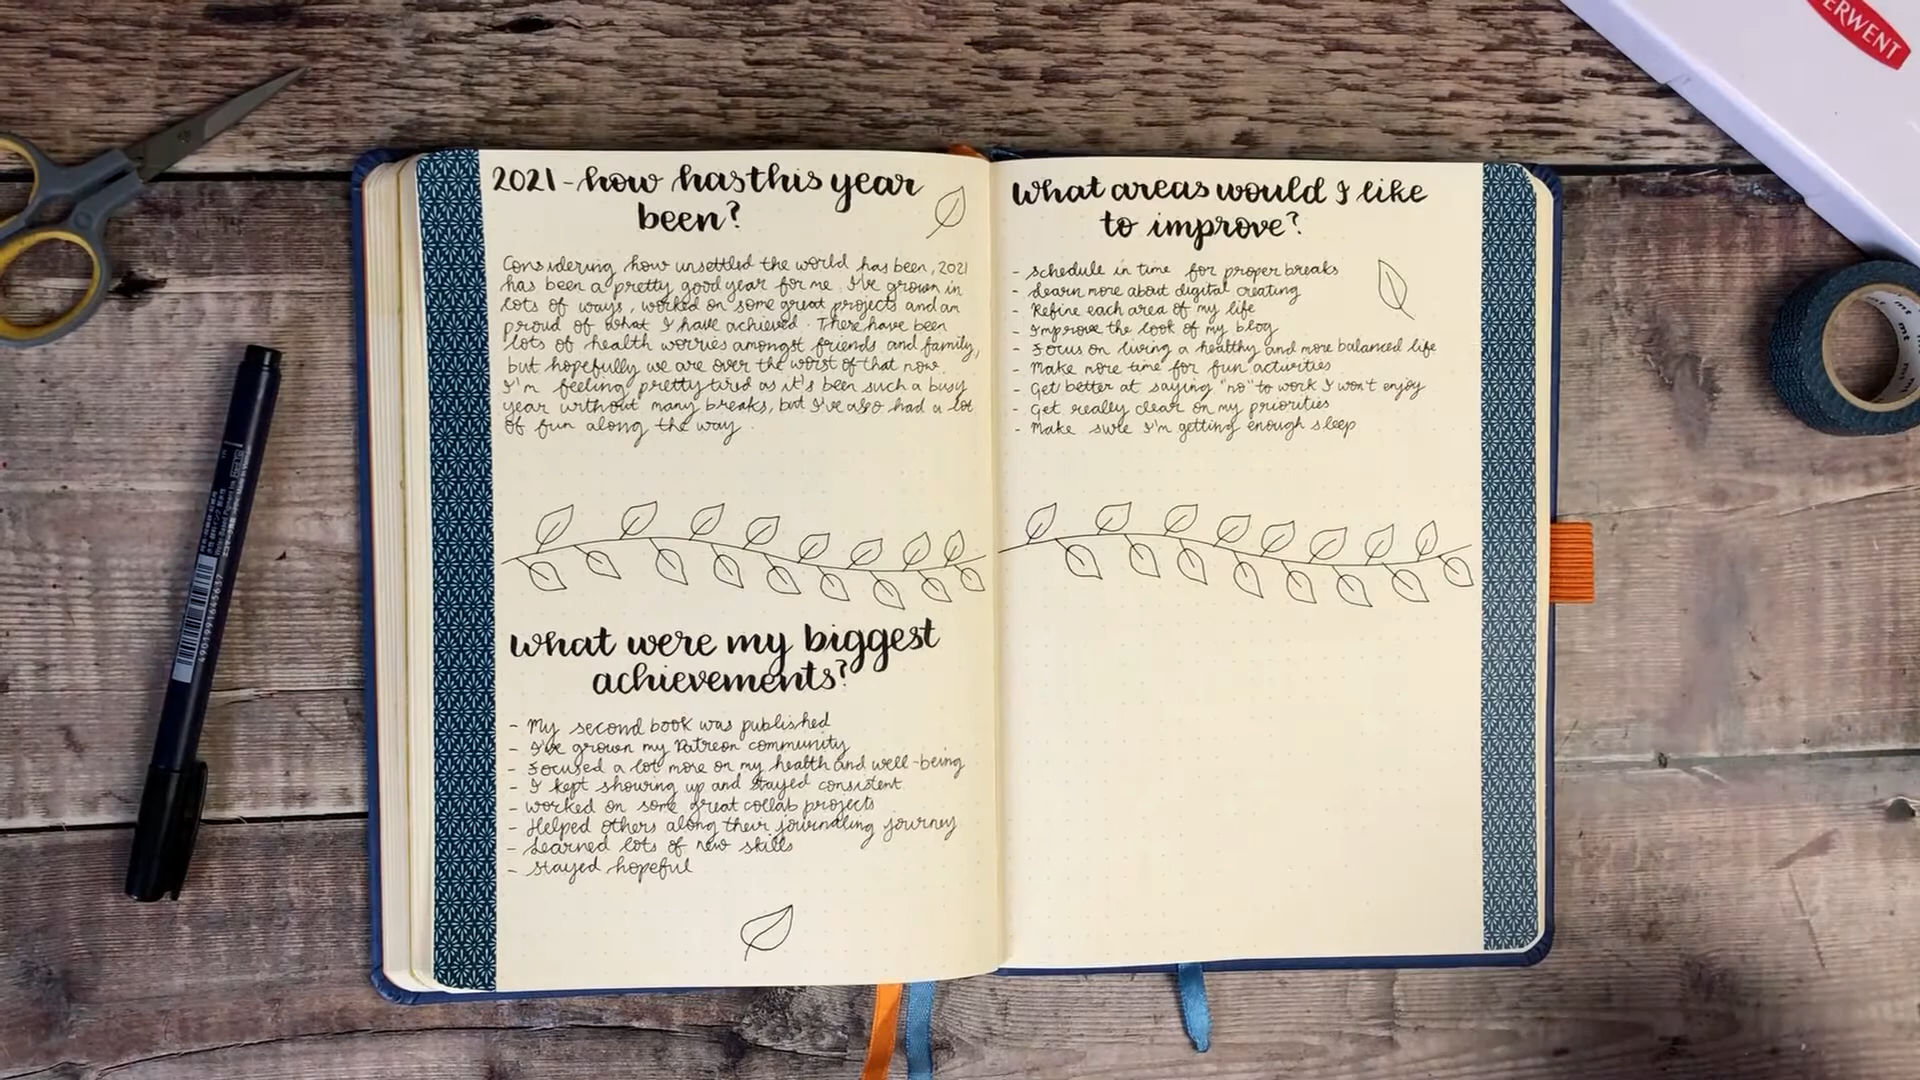 2021 - how has this year
been?
Considering how unsettled the world has been, 2021
has been a pretty good year for me. I've grown in
lots of ways, worked on some great projects and am
proud of what I have achieved. There have been
lots of health worries amongst friends and family,
but hopefully we are over the worst of that now.
I'm feeling pretty tired as it's been such a busy
year without many breaks, but I've also had a lot
of fun along the way.
What were my biggest
achievements?
- My second book was published
- I've grown my Patreon community
- Focused a lot more on my health and well-being
- I kept showing up and stayed consistent
- worked on some great collab projects
- Helped others along their journaling journey
- Learned lots of new skills
- stayed hopeful
What areas would I like
to improve?
- schedule in time for proper breaks
- Learn more about digital creating
- Refine each area of my life
- Improve the look of my blog
- Focus on living a healthy and more balanced life
- Make more time for fun activities
- Get better at saying "no" to work I won't enjoy
- Get really clear on my priorities
- Make sure I'm getting enough sleep
ERWENT
mt
mt
4901991645637